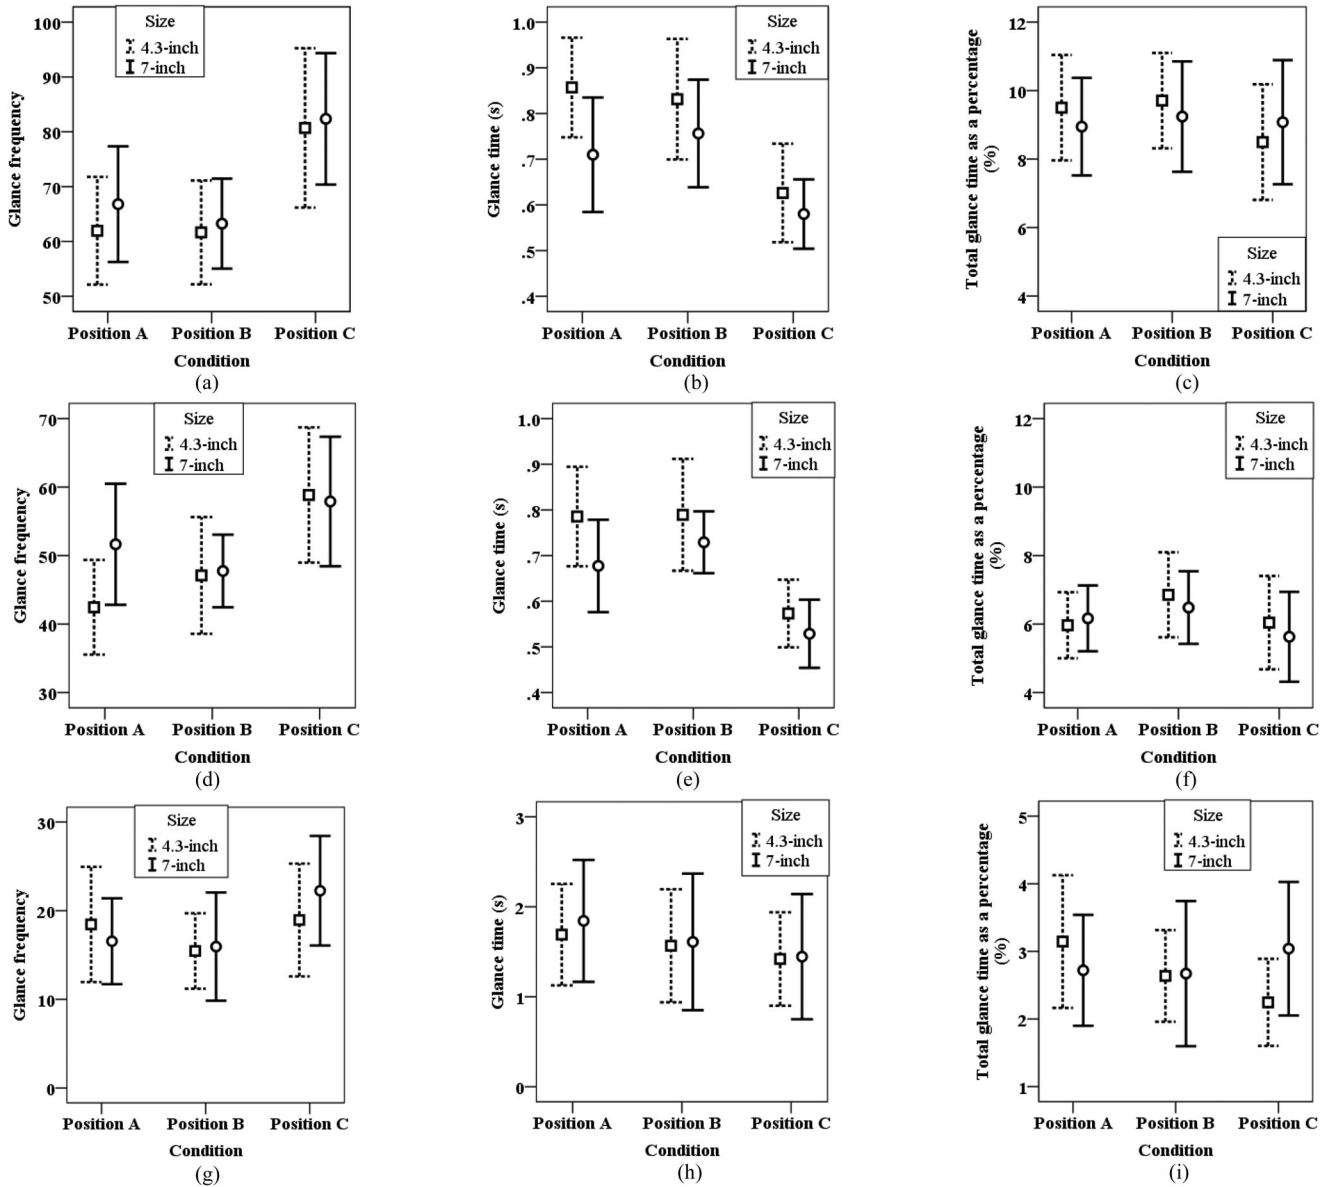 Size
4.3-inch
7-inch
100
90
80
70
60
50
Glance frequency
Position A Position B Position C
Condition
(a)
Size
4.3-inch
7-inch
1.0
.9
.8
.7
.6
.5
.4
Glance time (s)
Position A Position B Position C
Condition
(b)
12
10
8
6
4
Total glance time as a percentage
(%)
Size
4.3-inch
7-inch
Position A Position B Position C
Condition
(c)
Size
4.3-inch
7-inch
70
60
50
40
30
Glance frequency
Position A Position B Position C
Condition
(d)
Size
4.3-inch
7-inch
1.0
.9
.8
.7
.6
.5
.4
Glance time (s)
Position A Position B Position C
Condition
(e)
Size
4.3-inch
7-inch
12
10
8
6
4
Total glance time as a percentage
(%)
Position A Position B Position C
Condition
(f)
Size
4.3-inch
7-inch
30
20
10
0
Glance frequency
Position A Position B Position C
Condition
(g)
Size
4.3-inch
7-inch
3
2
1
0
Glance time (s)
Position A Position B Position C
Condition
(h)
Size
4.3-inch
7-inch
5
4
3
2
1
Total glance time as a percentage
(%)
Position A Position B Position C
Condition
(i)